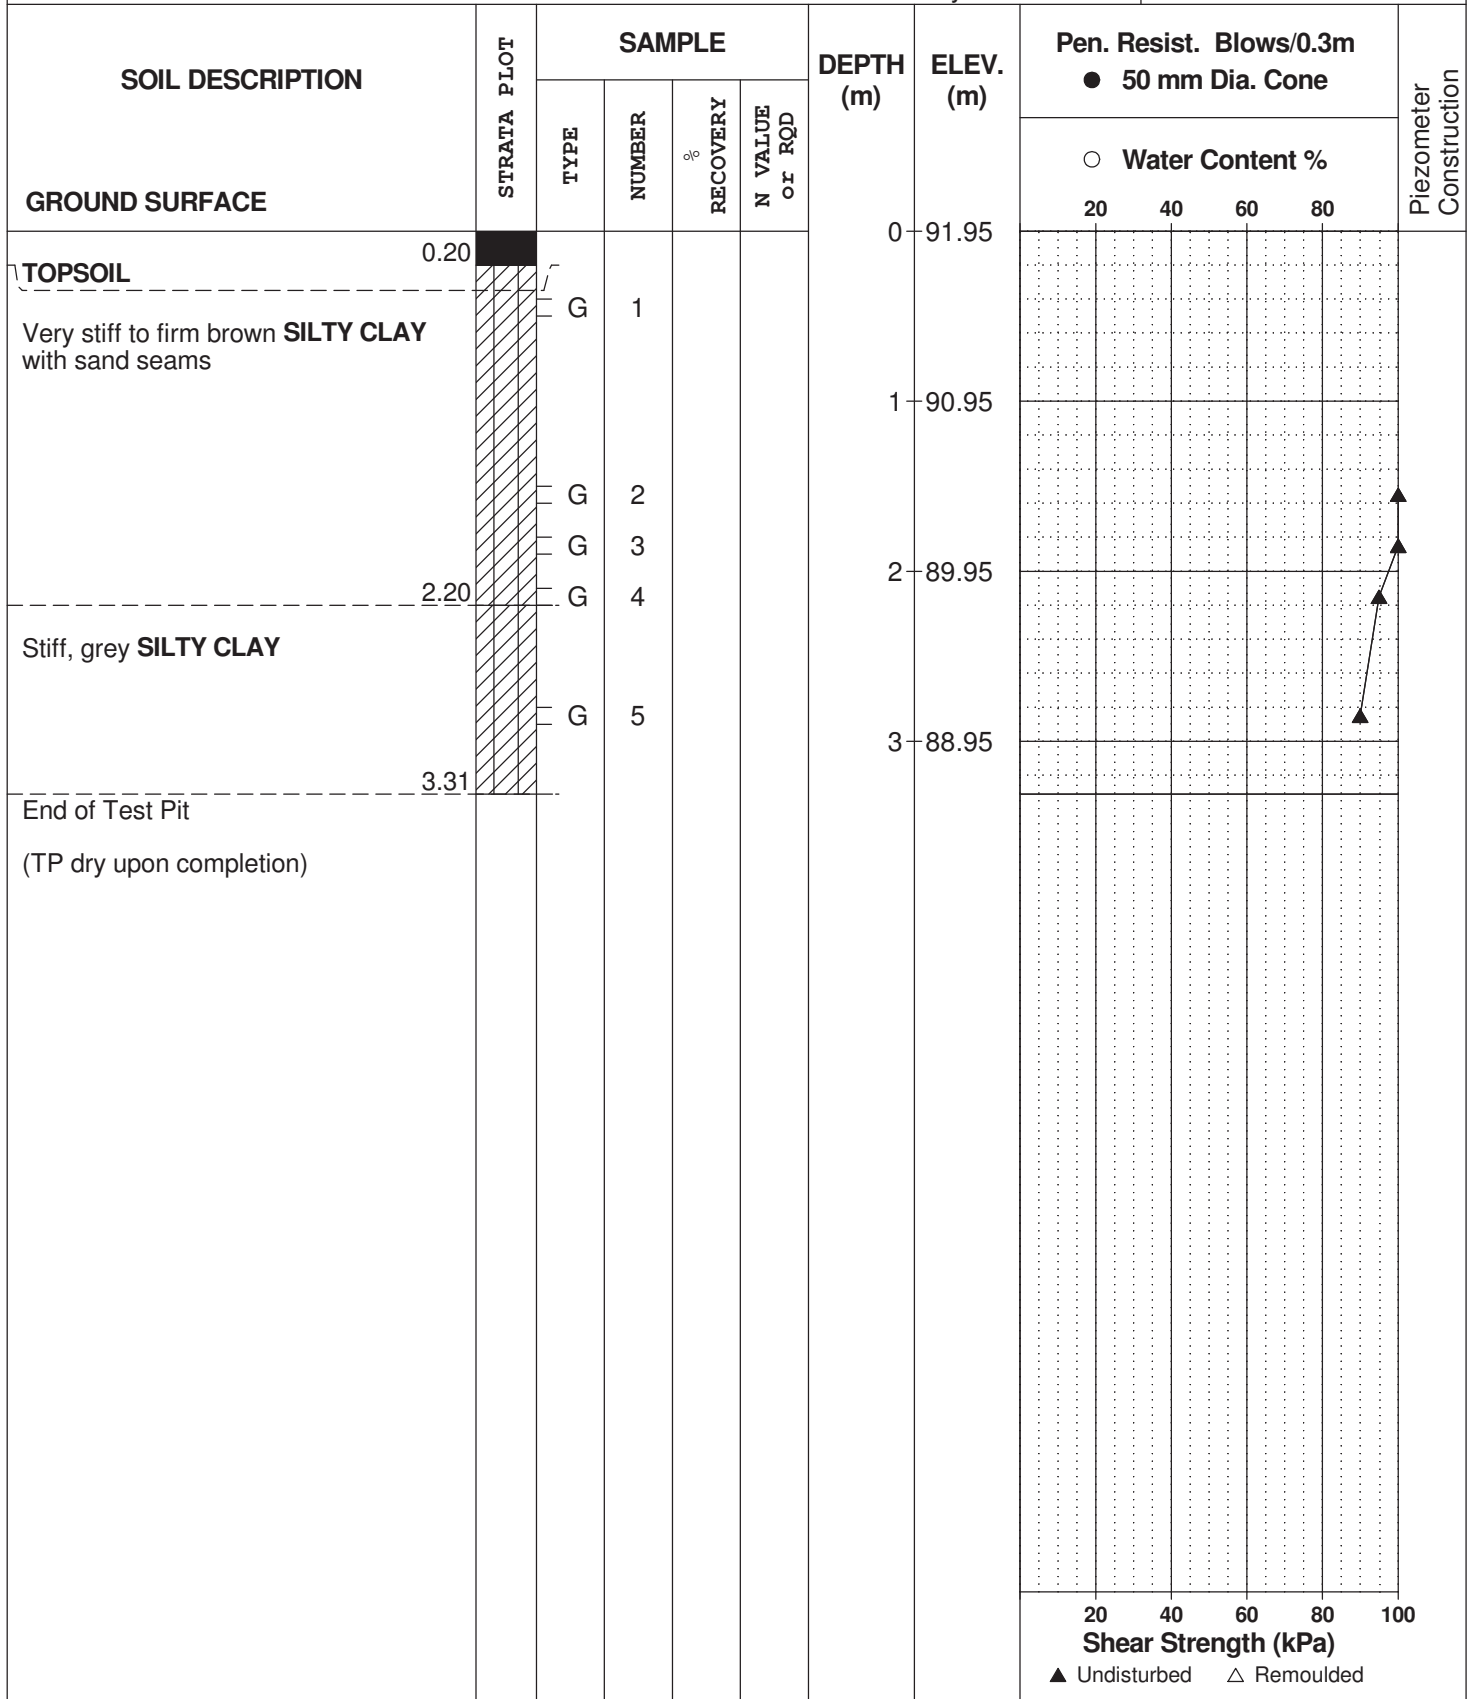 SOIL DESCRIPTION
GROUND SURFACE
STRATA PLOT
SAMPLE
TYPE
NUMBER
%
RECOVERY
N VALUE
or RQD
DEPTH
(m)
ELEV.
(m)
Pen. Resist. Blows/0.3m
● 50 mm Dia. Cone
○ Water Content %
20 40 60 80
Piezometer
Construction
0 91.95
0.20
TOPSOIL
G 1
Very stiff to firm brown SILTY CLAY
with sand seams
1 90.95
G 2
G 3
2 89.95
2.20
G 4
Stiff, grey SILTY CLAY
G 5
3 88.95
3.31
End of Test Pit
(TP dry upon completion)
20 40 60 80 100
Shear Strength (kPa)
▲ Undisturbed △ Remoulded